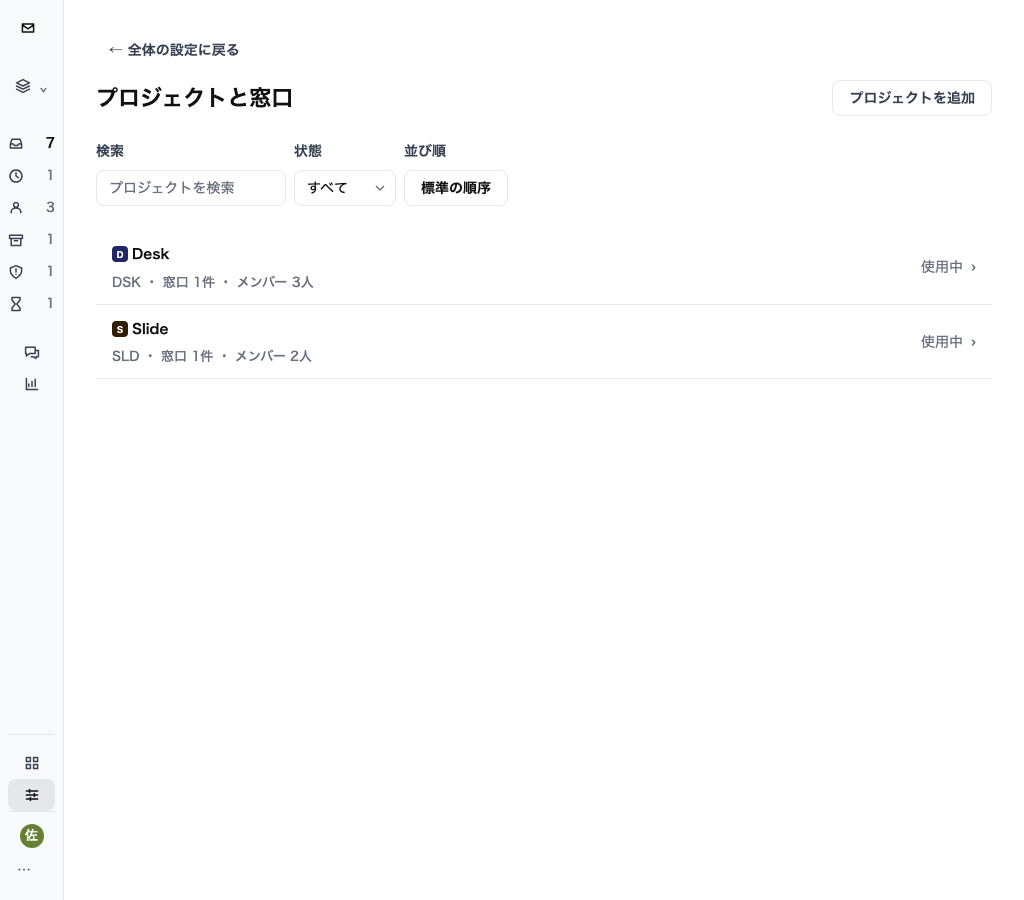 ← 全体の設定に戻る
プロジェクトと窓口
プロジェクトを追加
検索
状態
並び順
プロジェクトを検索
すべて
標準の順序
7
1
3
1
1
1
D Desk
DSK ・ 窓口 1件 ・ メンバー 3人
使用中 ›
S Slide
SLD ・ 窓口 1件 ・ メンバー 2人
使用中 ›
佐
…